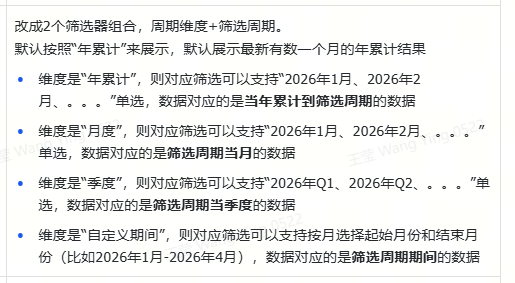 改成2个筛选器组合，周期维度+筛选周期。
默认按照“年累计”来展示，默认展示最新有数一个月的年累计结果
• 维度是“年累计”，则对应筛选可以支持“2026年1月、2026年2
月、。。。”单选，数据对应的是当年累计到筛选周期的数据
• 维度是“月度”，则对应筛选可以支持“2026年1月、2026年2月、。。。”
单选，数据对应的是筛选周期当月的数据
• 维度是“季度”，则对应筛选可以支持“2026年Q1、2026年Q2、。。。”单
选，数据对应的是筛选周期当季度的数据
• 维度是“自定义期间”，则对应筛选可以支持按月选择起始月份和结束月
份（比如2026年1月-2026年4月），数据对应的是筛选周期期间的数据
王莹 Wang Ying 0522